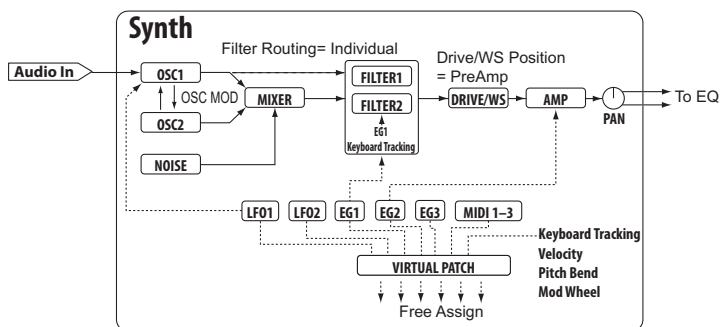 Synth
Filter Routing= Individual
Drive/WS Position
= PreAmp
Audio In
OSC1
OSC MOD
OSC2
MIXER
NOISE
FILTER1
FILTER2
EG1
Keyboard Tracking
DRIVE/WS
AMP
PAN
To EQ
LFO1
LFO2
EG1
EG2
EG3
MIDI 1–3
Keyboard Tracking
Velocity
Pitch Bend
Mod Wheel
VIRTUAL PATCH
Free Assign